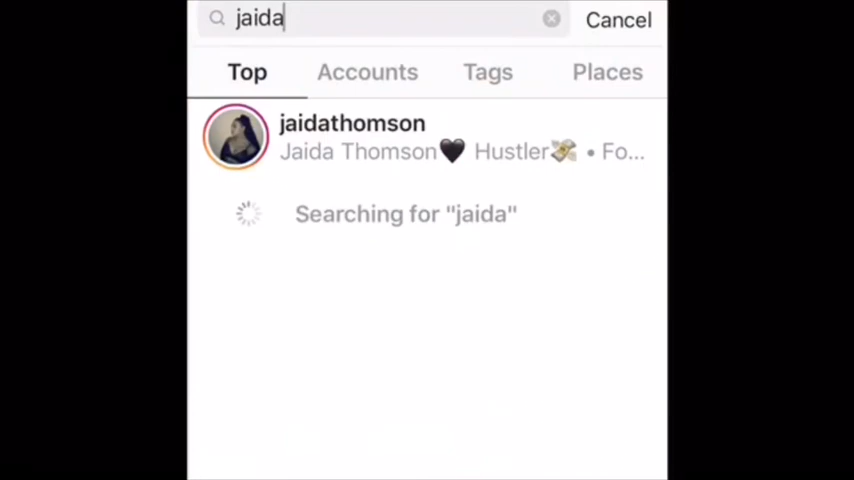 jaida
Cancel
Top Accounts Tags Places
jaidathomson
Jaida Thomson🖤 Hustler💸 • Fo...
Searching for "jaida"